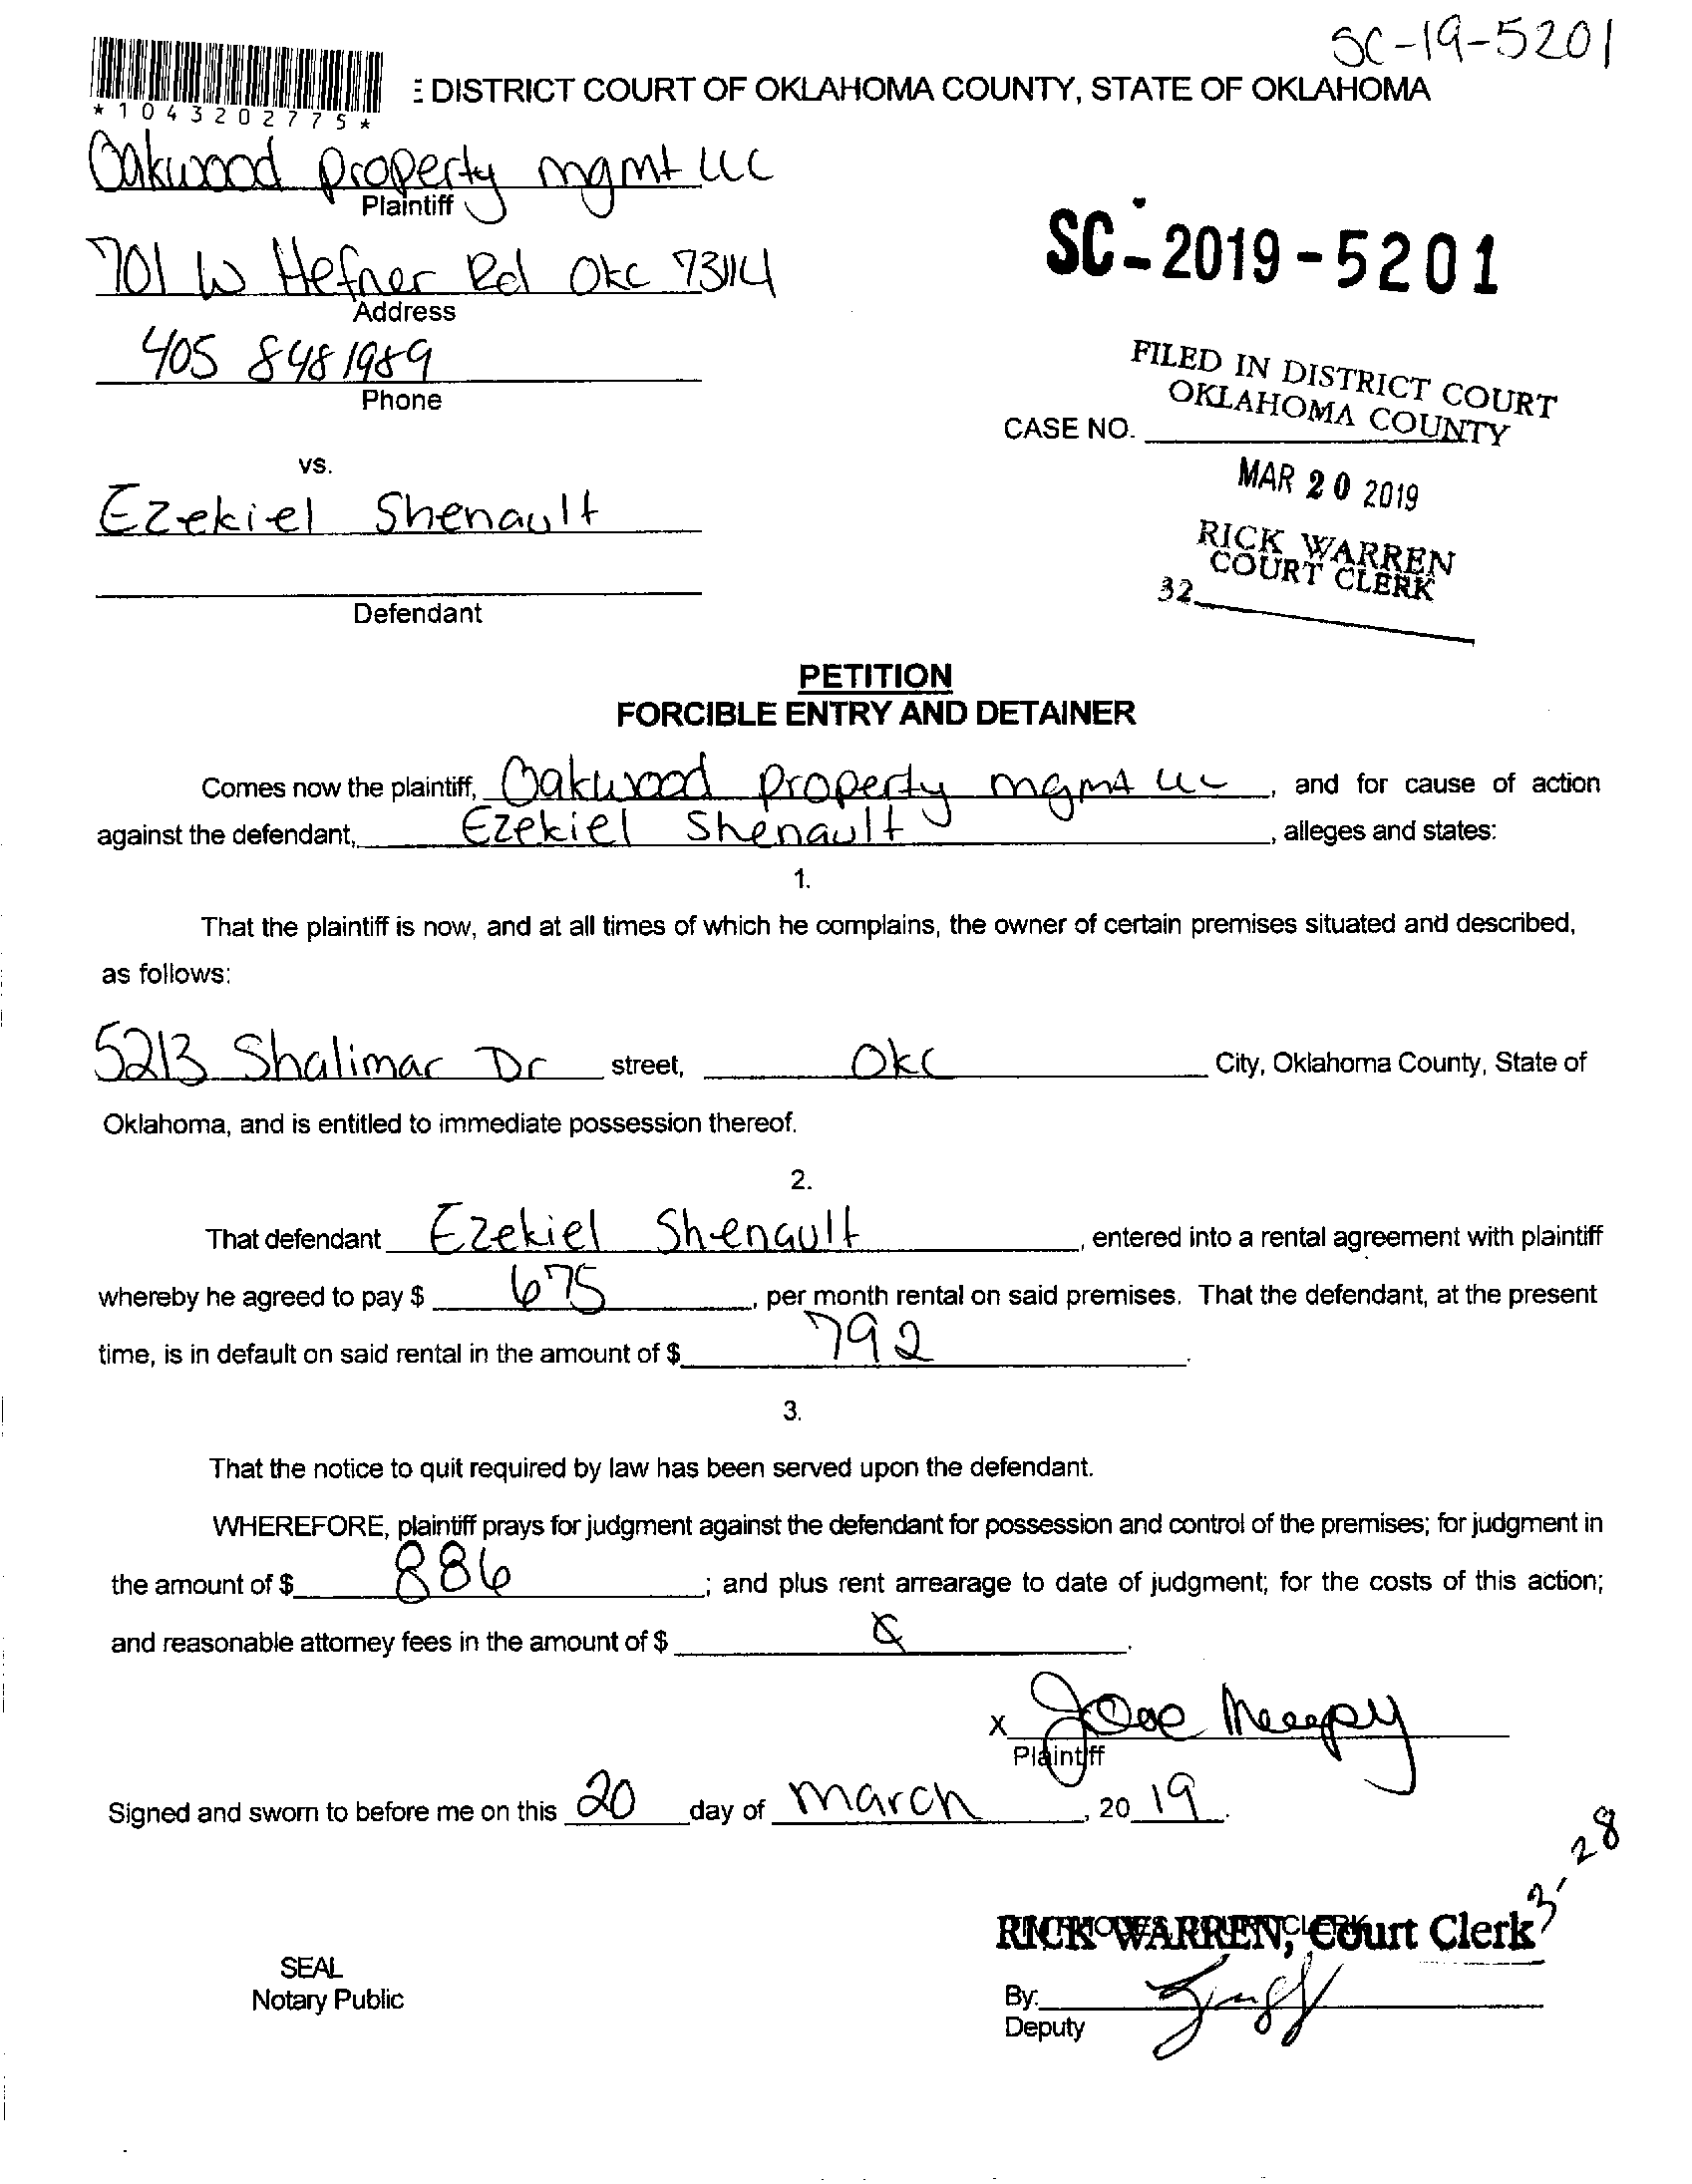 SC-19-5201
DISTRICT COURT OF OKLAHOMA COUNTY, STATE OF OKLAHOMA
*1043202775*
Oakwood Property mgmt LLC
Plaintiff
701 W Hefner Rd Okc 73114
Address
SC-2019-5201
405 848 1989
Phone
FILED IN DISTRICT COURT
OKLAHOMA COUNTY
CASE NO.
vs.
MAR 20 2019
Ezekiel Shenault
RICK WARREN
COURT CLERK
32
Defendant
PETITION
FORCIBLE ENTRY AND DETAINER
Comes now the plaintiff, Oakwood Property mgmt LLC, and for cause of action
against the defendant, Ezekiel Shenault, alleges and states:
1.
That the plaintiff is now, and at all times of which he complains, the owner of certain premises situated and described,
as follows:
5213 Shalimar Dr street, Okc City, Oklahoma County, State of
Oklahoma, and is entitled to immediate possession thereof.
2.
That defendant Ezekiel Shenault, entered into a rental agreement with plaintiff
whereby he agreed to pay $ 675, per month rental on said premises. That the defendant, at the present
time, is in default on said rental in the amount of $ 792.
3.
That the notice to quit required by law has been served upon the defendant.
WHEREFORE, plaintiff prays for judgment against the defendant for possession and control of the premises; for judgment in
the amount of $ 886; and plus rent arrearage to date of judgment; for the costs of this action;
and reasonable attorney fees in the amount of $
X
Plaintiff
Signed and sworn to before me on this 20 day of March, 20 19.
3-28
RICK WARREN, Court Clerk
SEAL
Notary Public
By:
Deputy